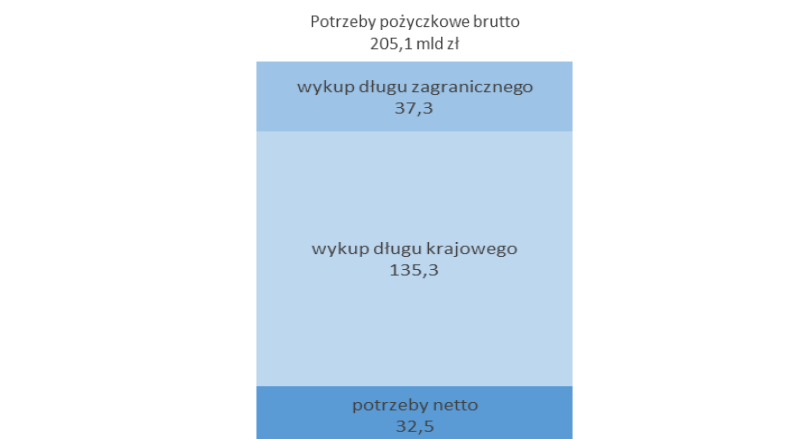 Potrzeby pożyczkowe brutto
205,1 mld zł
wykup długu zagranicznego
37,3
wykup długu krajowego
135,3
potrzeby netto
32,5